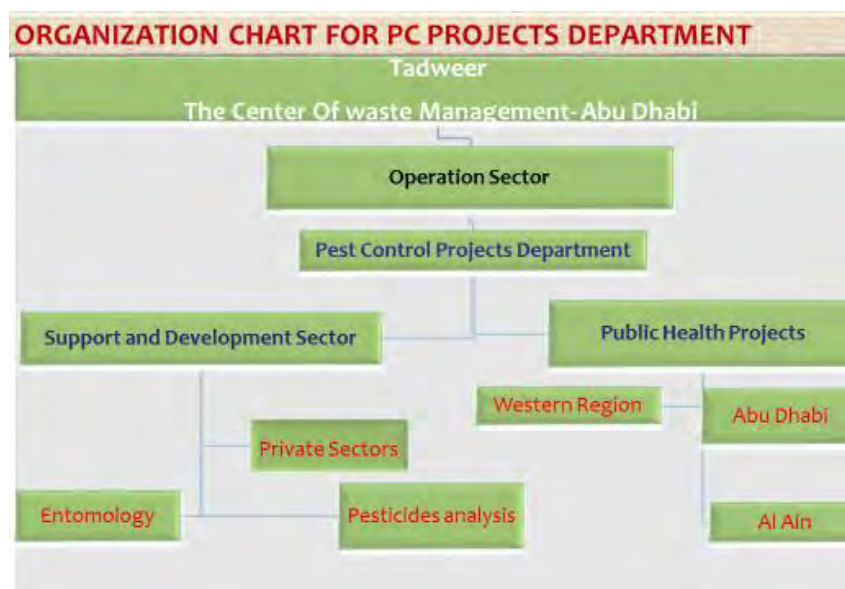 ORGANIZATION CHART FOR PC PROJECTS DEPARTMENT
Tadweer
The Center Of waste Management- Abu Dhabi
Operation Sector
Pest Control Projects Department
Support and Development Sector
Public Health Projects
Western Region
Abu Dhabi
Private Sectors
Entomology
Pesticides analysis
Al Ain